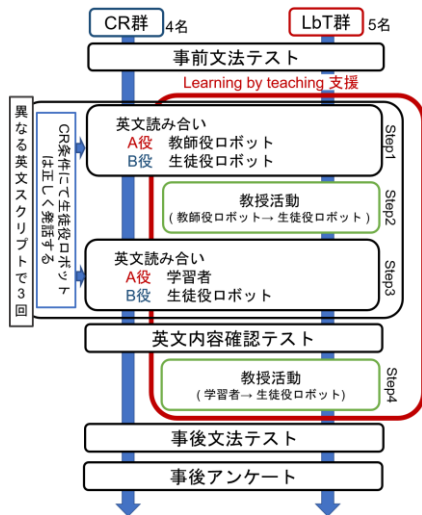 CR群 4名
LbT群 5名
事前文法テスト
Learning by teaching 支援
異なる英文スクリプトで3回
CR条件にて生徒役ロボット
は正しく発話する
英文読み合い
A役 教師役ロボット
B役 生徒役ロボット
Step1
教授活動
( 教師役ロボット→ 生徒役ロボット )
Step2
英文読み合い
A役 学習者
B役 生徒役ロボット
Step3
英文内容確認テスト
教授活動
( 学習者→ 生徒役ロボット)
Step4
事後文法テスト
事後アンケート